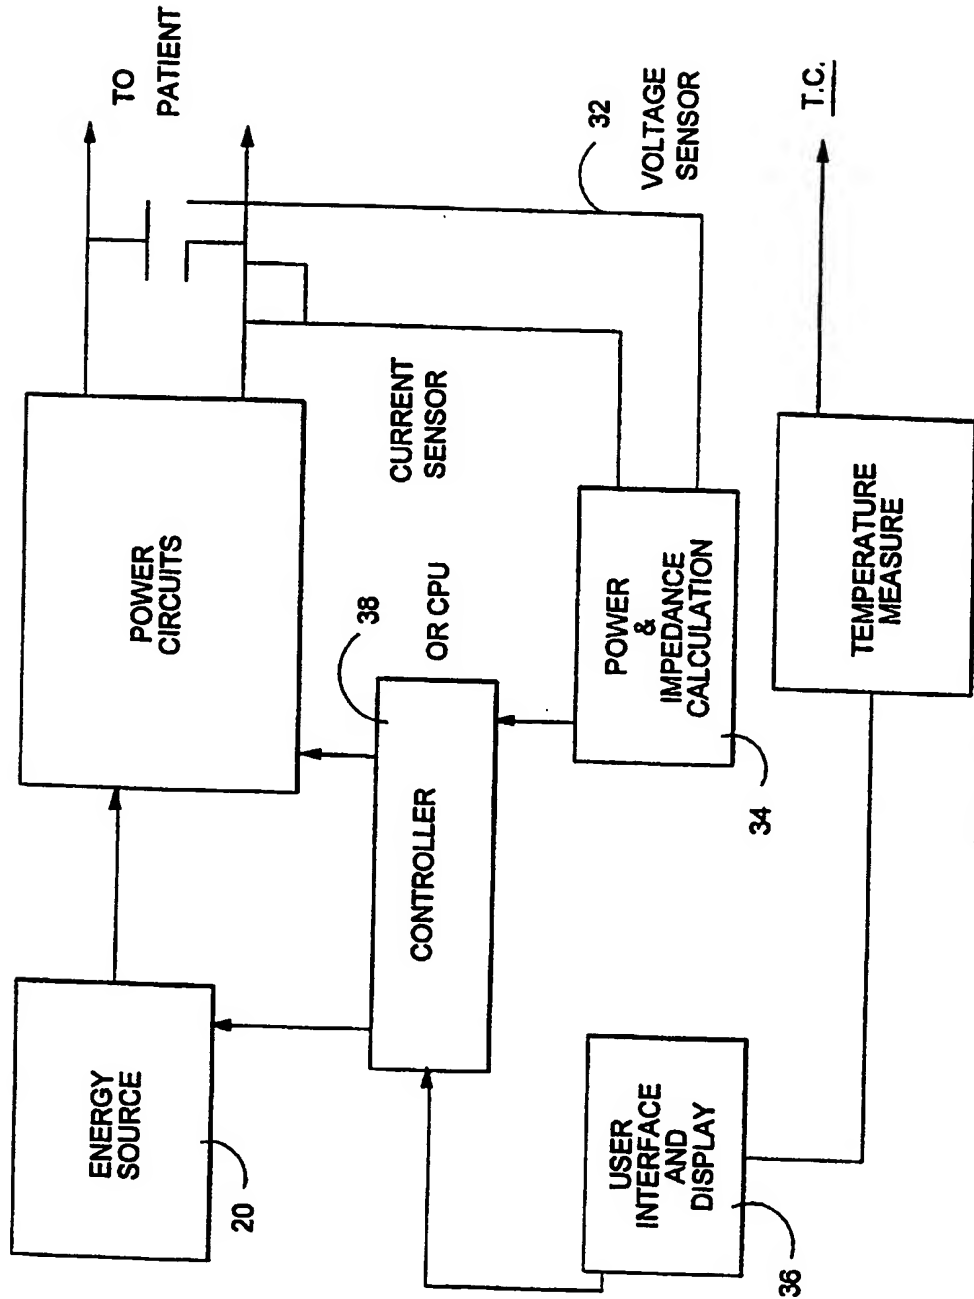 TO
PATIENT
POWER
CIRCUITS
ENERGY
SOURCE
20
32
VOLTAGE
SENSOR
CURRENT
SENSOR
38
OR CPU
CONTROLLER
POWER
&
IMPEDANCE
CALCULATION
34
USER
INTERFACE
AND
DISPLAY
36
TEMPERATURE
MEASURE
T.C.